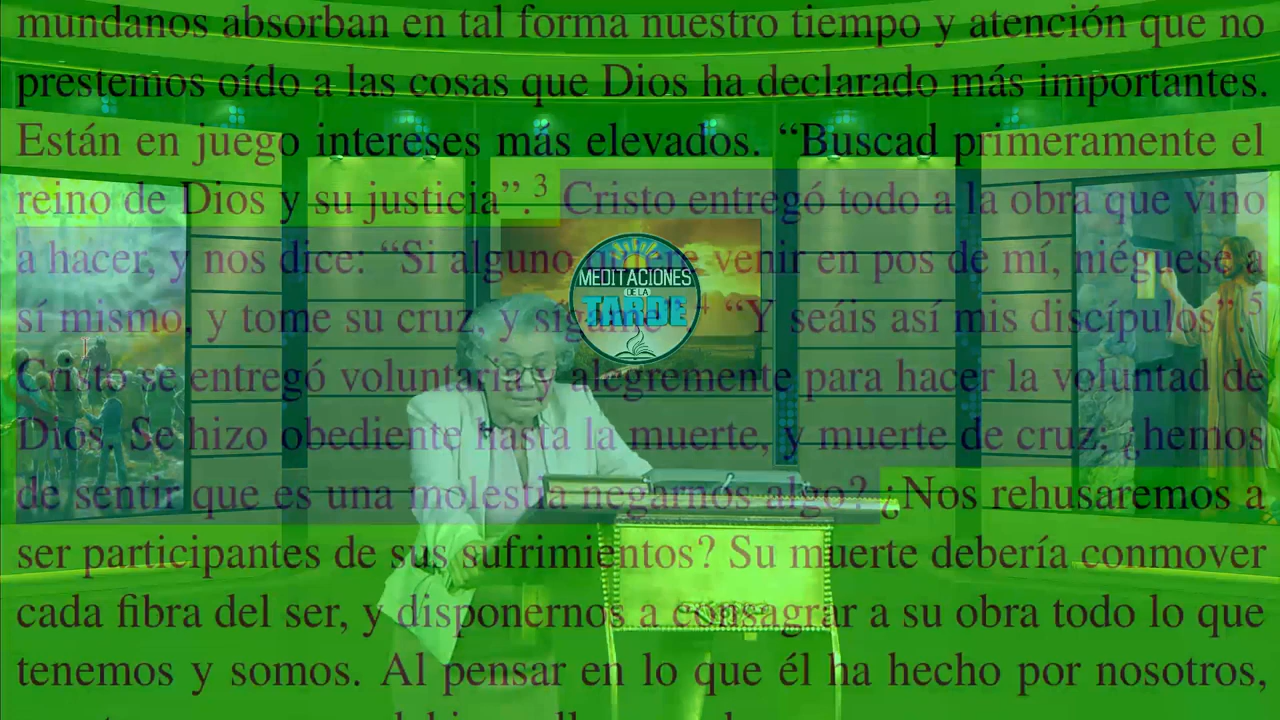 mundanos absorban en tal forma nuestro tiempo y atención que no
prestemos oído a las cosas que Dios ha declarado más importantes.
Están en juego intereses más elevados. “Buscad primeramente el
reino de Dios y su justicia”.3 Cristo entregó todo a la obra que vino
a hacer, y nos dice: “Si alguno quiere venir en pos de mí, niéguese a
sí mismo, y tome su cruz, y sígame”.4 “Y seáis así mis discípulos”.5
Cristo se entregó voluntaria y alegremente para hacer la voluntad de
Dios. Se hizo obediente hasta la muerte, y muerte de cruz; ¿hemos
de sentir que es una molestia negarnos algo? ¿Nos rehusaremos a
ser participantes de sus sufrimientos? Su muerte debería conmover
cada fibra del ser, y disponernos a consagrar a su obra todo lo que
tenemos y somos. Al pensar en lo que él ha hecho por nosotros,
MEDITACIONES
DE LA
TARDE